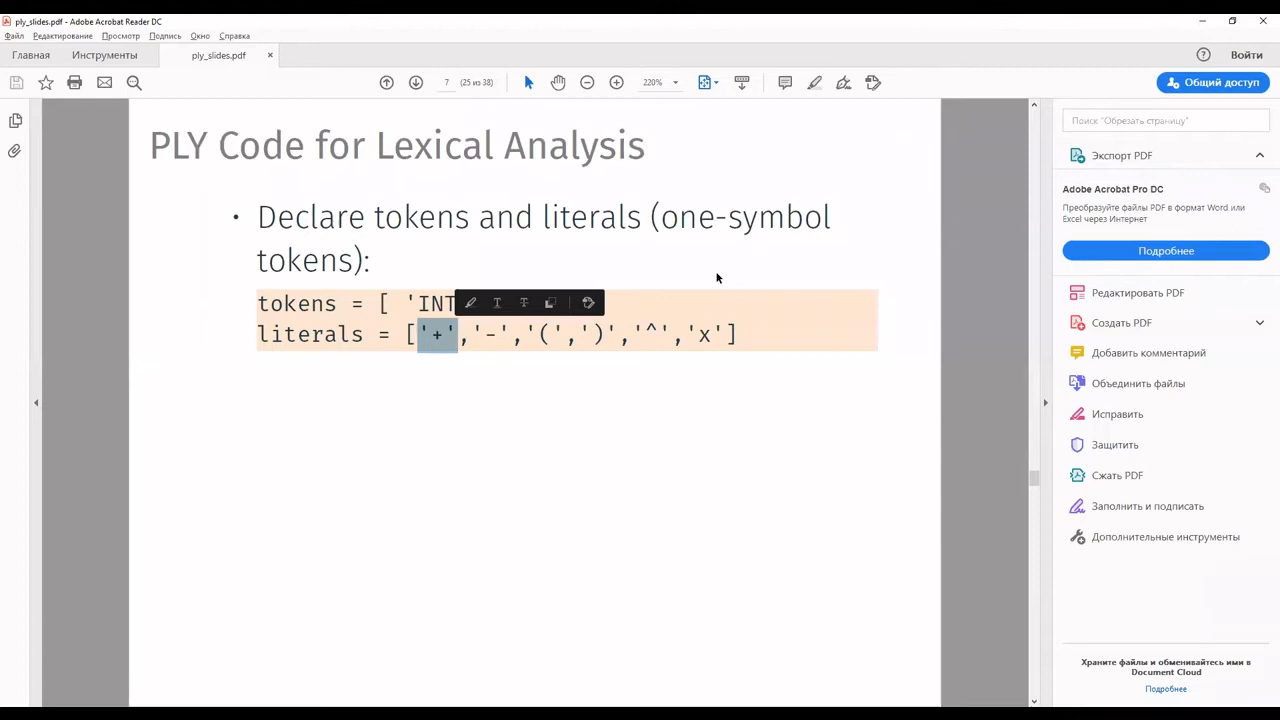 ply_slides.pdf - Adobe Acrobat Reader DC
Файл Редактирование Просмотр Подпись Окно Справка
Главная Инструменты ply_slides.pdf × Войти
7 (25 из 38) 220% Общий доступ
PLY Code for Lexical Analysis
• Declare tokens and literals (one-symbol
tokens):
tokens = [ 'INT
literals = ['+','-','(',')','^','x']
Поиск "Обрезать страницу"
Экспорт PDF
Adobe Acrobat Pro DC
Преобразуйте файлы PDF в формат Word или
Excel через Интернет
Подробнее
Редактировать PDF
Создать PDF
Добавить комментарий
Объединить файлы
Исправить
Защитить
Сжать PDF
Заполнить и подписать
Дополнительные инструменты
Храните файлы и обменивайтесь ими в
Document Cloud
Подробнее